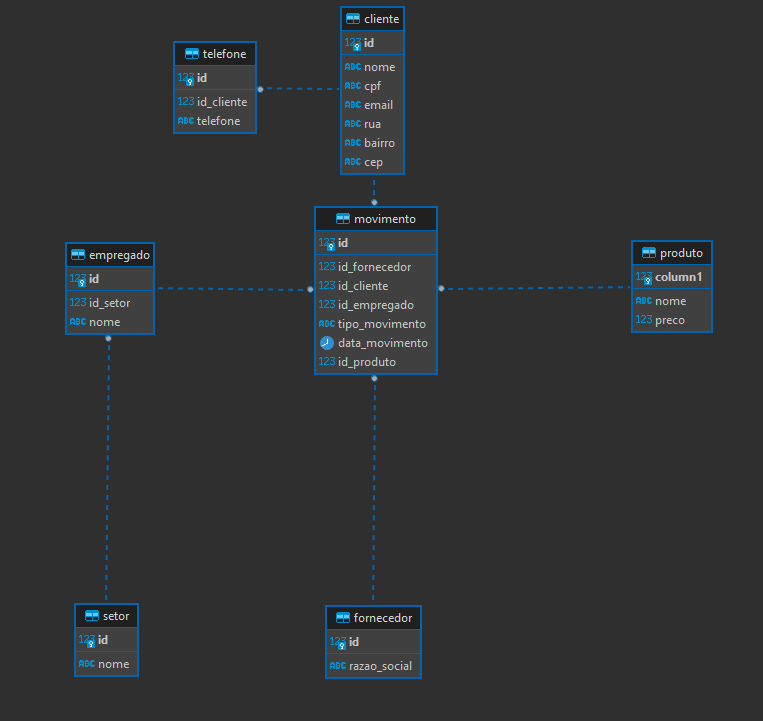 cliente
123 id
ABC nome
ABC cpf
ABC email
ABC rua
ABC bairro
ABC cep
telefone
123 id
123 id_cliente
ABC telefone
movimento
123 id
123 id_fornecedor
123 id_cliente
123 id_empregado
ABC tipo_movimento
data_movimento
123 id_produto
empregado
123 id
123 id_setor
ABC nome
produto
123 column1
ABC nome
123 preco
setor
123 id
ABC nome
fornecedor
123 id
ABC razao_social